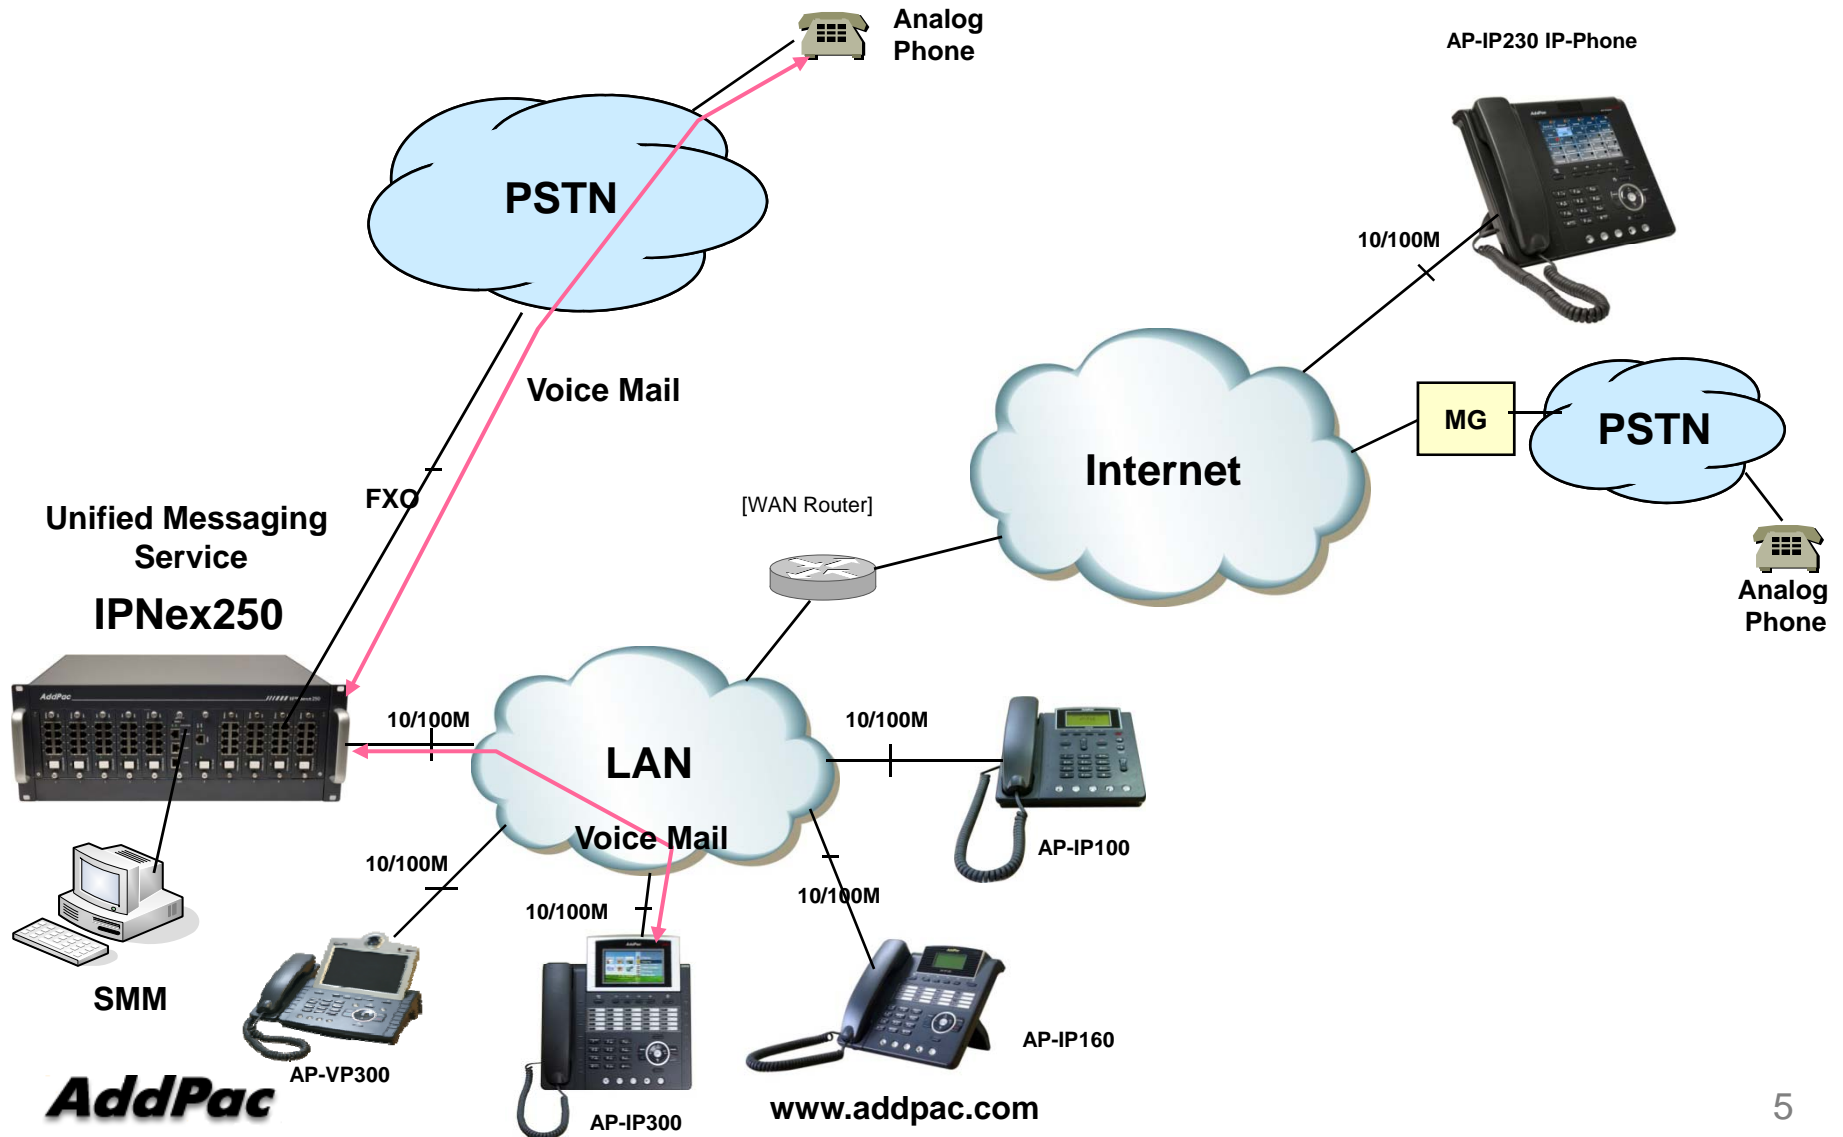 Analog
Phone
AP-IP230 IP-Phone
PSTN
10/100M
Voice Mail
MG
PSTN
Internet
FXO
[WAN Router]
Unified Messaging
Service
IPNex250
Analog
Phone
AddPac
10/100M
10/100M
LAN
Voice Mail
AP-IP100
10/100M
10/100M
10/100M
SMM
AP-VP300
AP-IP300
AP-IP160
AddPac
www.addpac.com
5